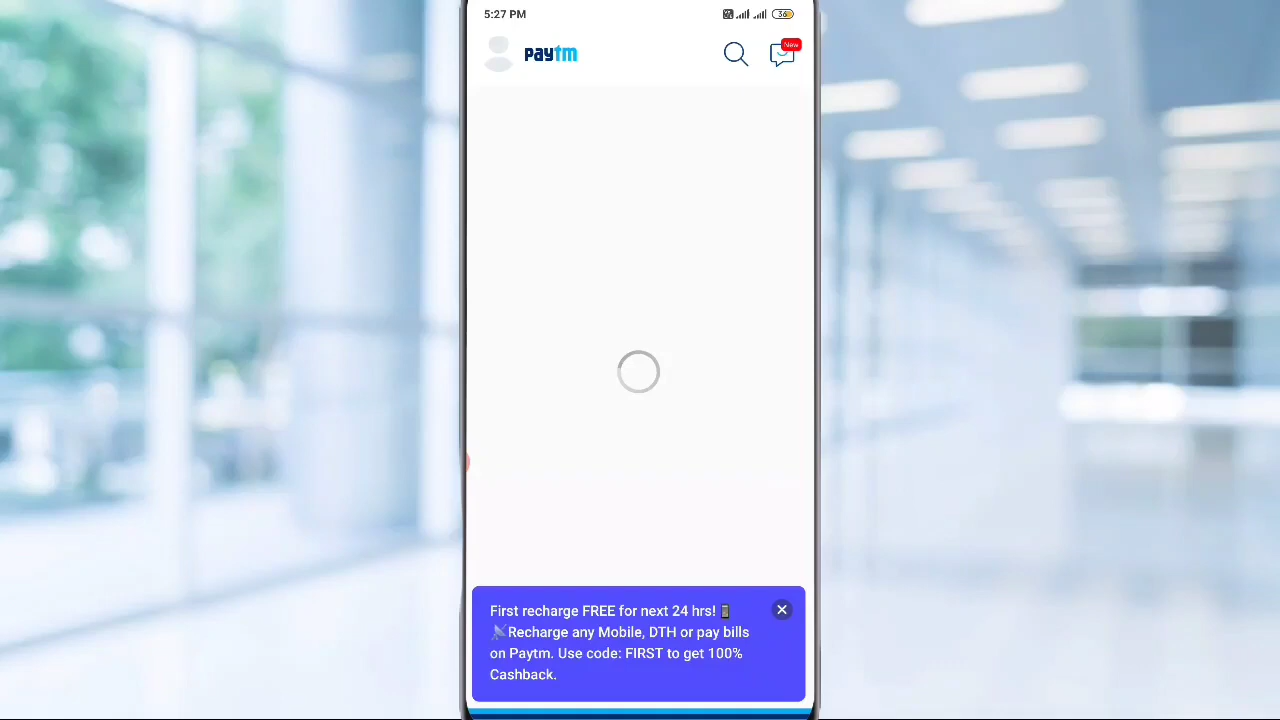 5:27 PM
36
paytm
New
First recharge FREE for next 24 hrs!
Recharge any Mobile, DTH or pay bills
on Paytm. Use code: FIRST to get 100%
Cashback.